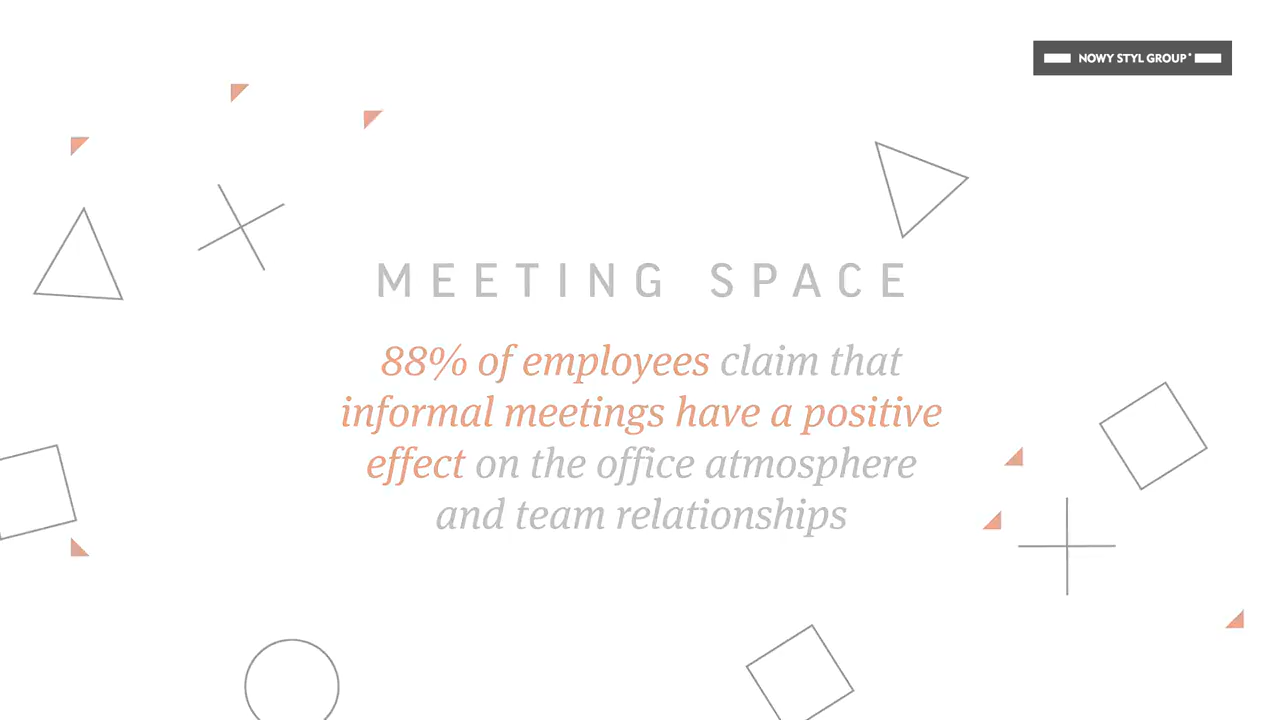 NOWY STYL GROUP®
MEETING SPACE
88% of employees claim that
informal meetings have a positive
effect on the office atmosphere
and team relationships